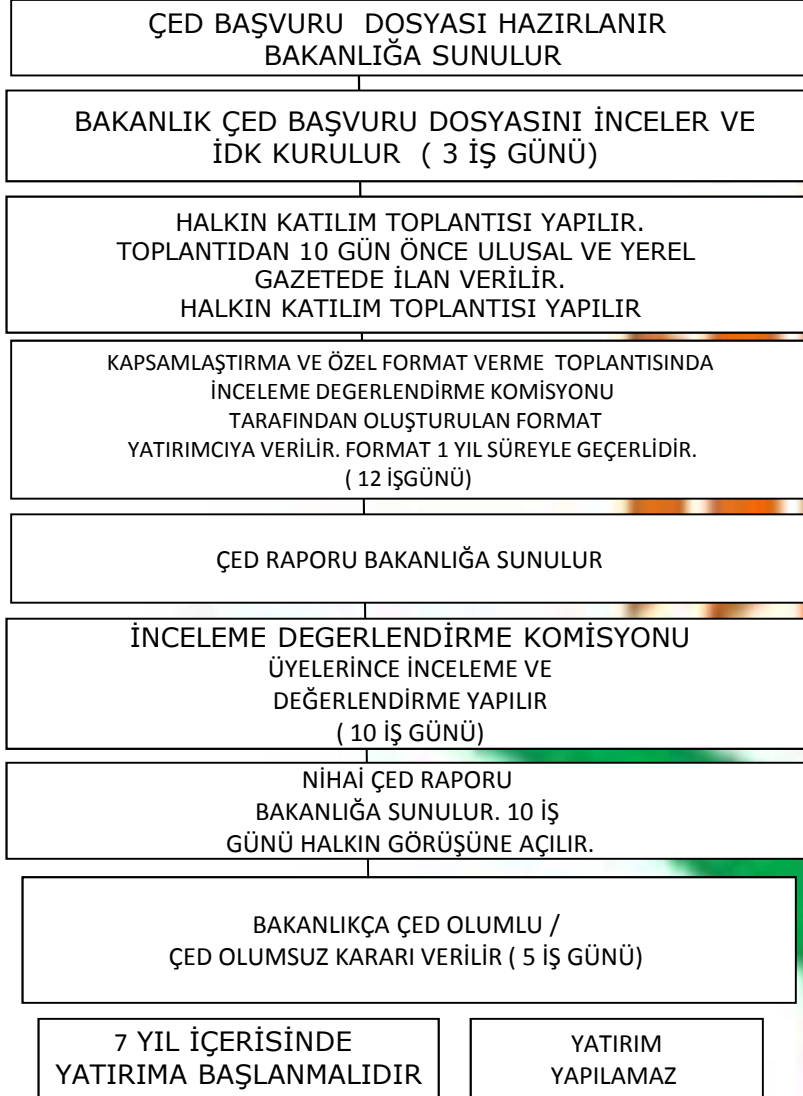 ÇED BAŞVURU DOSYASI HAZIRLANIR
BAKANLIĞA SUNULUR
BAKANLIK ÇED BAŞVURU DOSYASINI İNCELER VE
İDK KURULUR ( 3 İŞ GÜNÜ)
HALKIN KATILIM TOPLANTISI YAPILIR.
TOPLANTIDAN 10 GÜN ÖNCE ULUSAL VE YEREL
GAZETEDE İLAN VERİLİR.
HALKIN KATILIM TOPLANTISI YAPILIR
KAPSAMLAŞTIRMA VE ÖZEL FORMAT VERME TOPLANTISINDA
İNCELEME DEGERLENDİRME KOMİSYONU
TARAFINDAN OLUŞTURULAN FORMAT
YATIRIMCIYA VERİLİR. FORMAT 1 YIL SÜREYLE GEÇERLİDİR.
( 12 İŞGÜNÜ)
ÇED RAPORU BAKANLIĞA SUNULUR
İNCELEME DEGERLENDİRME KOMİSYONU
ÜYELERİNCE İNCELEME VE
DEĞERLENDİRME YAPILIR
( 10 İŞ GÜNÜ)
NİHAİ ÇED RAPORU
BAKANLIĞA SUNULUR. 10 İŞ
GÜNÜ HALKIN GÖRÜŞÜNE AÇILIR.
BAKANLIKÇA ÇED OLUMLU /
ÇED OLUMSUZ KARARI VERİLİR ( 5 İŞ GÜNÜ)
7 YIL İÇERİSİNDE
YATIRIMA BAŞLANMALIDIR
YATIRIM
YAPILAMAZ